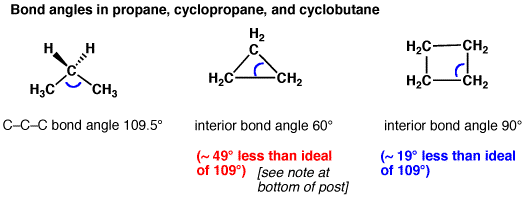 Bond angles in propane, cyclopropane, and cyclobutane
H H
C
H3C CH3
C–C–C bond angle 109.5°
H2
C
H2C CH2
interior bond angle 60°
(~ 49° less than ideal
of 109°) [see note at
bottom of post]
H2C CH2
H2C CH2
interior bond angle 90°
(~ 19° less than ideal
of 109°)